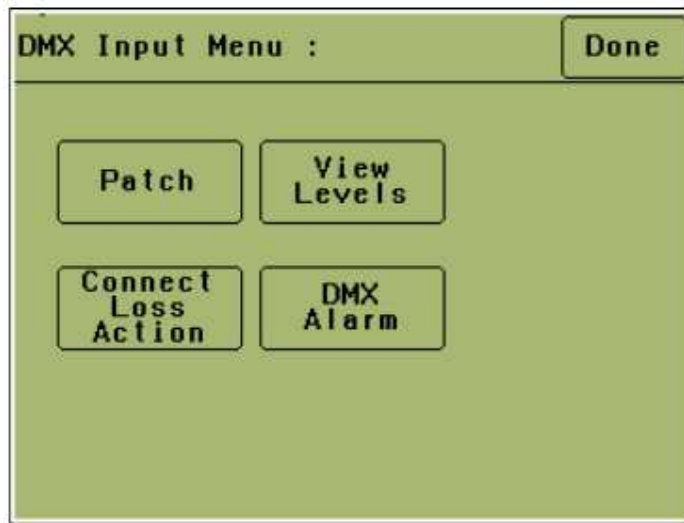 DMX Input Menu :
Done
Patch
View
Levels
Connect
Loss
Action
DMX
Alarm